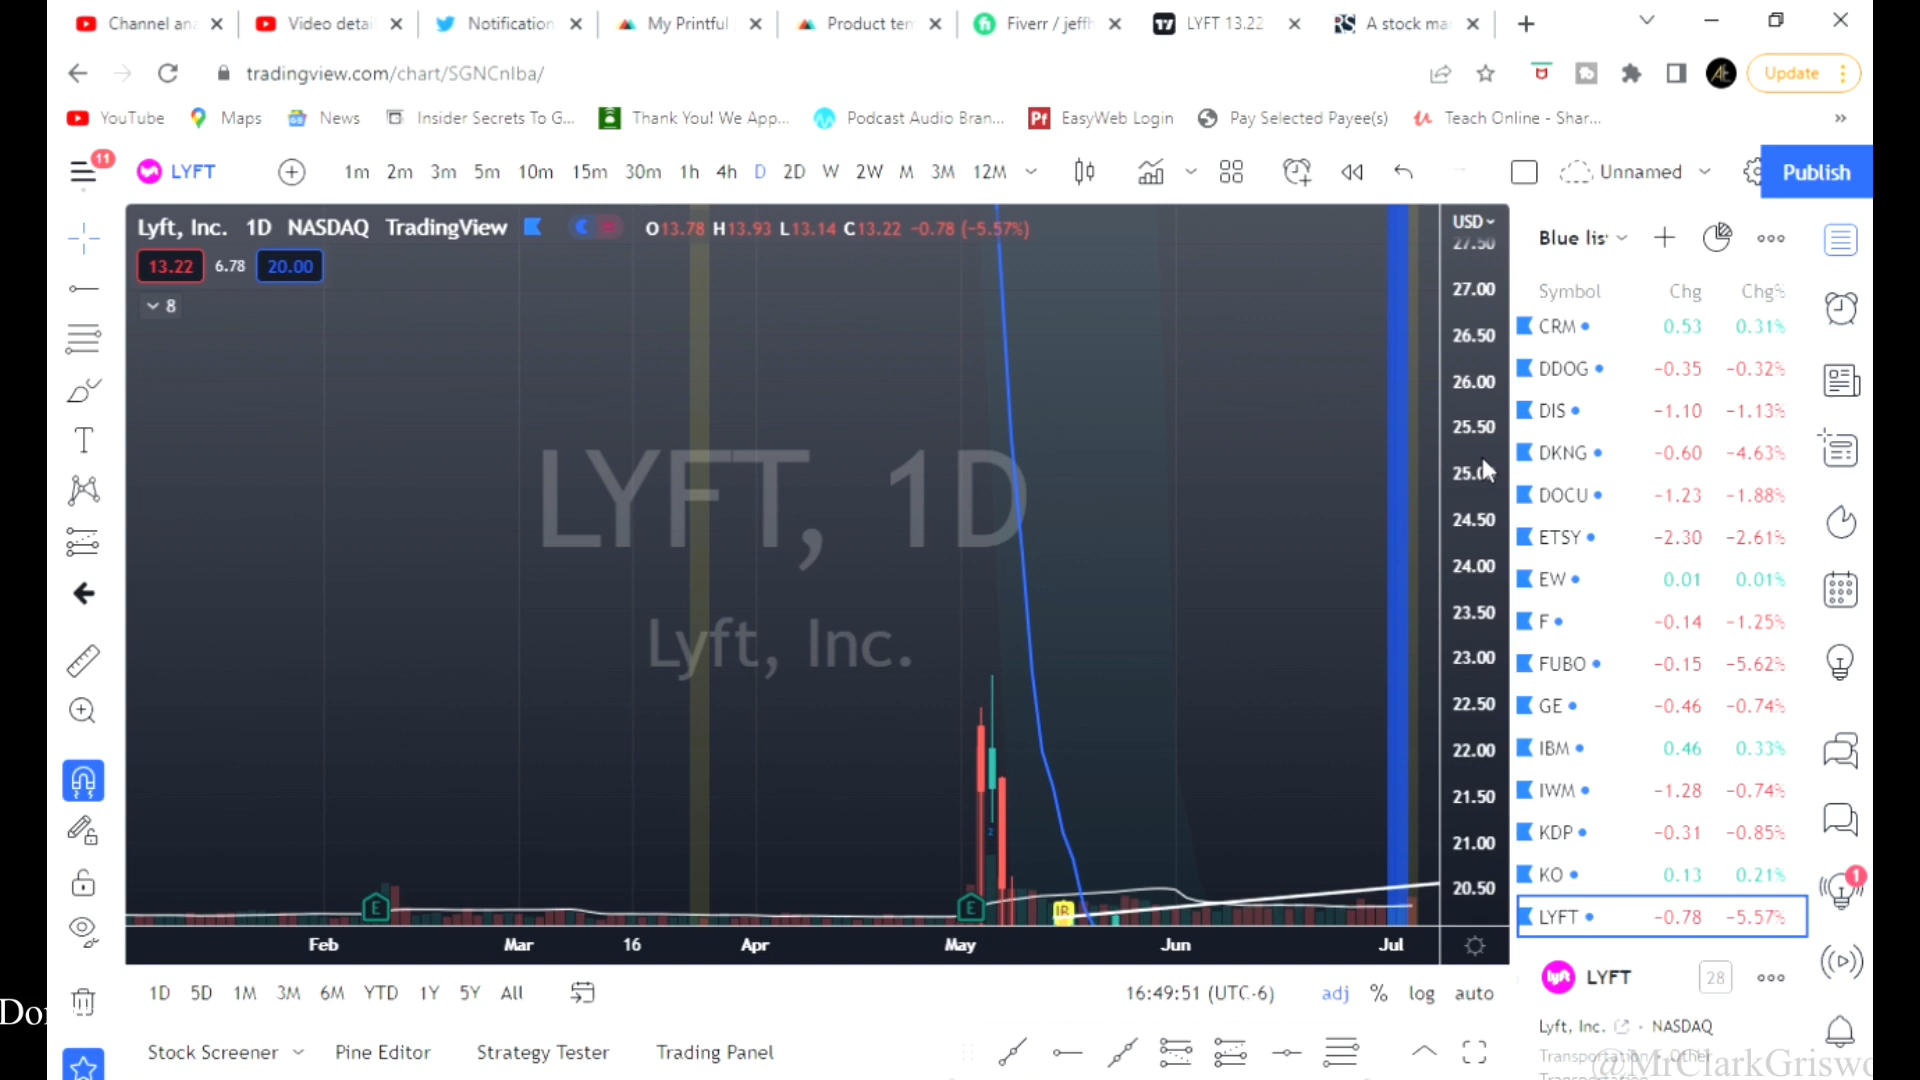 Channel an
Video detai
Notification
My Printful
Product ten
Fiverr / jeffh
LYFT 13.22
A stock ma
tradingview.com/chart/SGNCnIba/
Update
YouTube
Maps
News
Insider Secrets To G...
Thank You! We App...
Podcast Audio Bran...
EasyWeb Login
Pay Selected Payee(s)
Teach Online - Shar...
11
LYFT
1m 2m 3m 5m 10m 15m 30m 1h 4h D 2D W 2W M 3M 12M
Unnamed
Publish
Lyft, Inc. 1D NASDAQ TradingView
O13.78 H13.93 L13.14 C13.22 -0.78 (-5.57%)
13.22 6.78 20.00
8
LYFT, 1D
Lyft, Inc.
USD
27.50
27.00
26.50
26.00
25.50
24.50
24.00
23.50
23.00
22.50
22.00
21.50
21.00
20.50
E
E
Feb Mar 16 Apr May Jun Jul
1D 5D 1M 3M 6M YTD 1Y 5Y All
16:49:51 (UTC-6)
adj % log auto
Stock Screener
Pine Editor
Strategy Tester
Trading Panel
Blue lis
Symbol Chg Chg%
CRM 0.53 0.31%
DDOG -0.35 -0.32%
DIS -1.10 -1.13%
DKNG -0.60 -4.63%
DOCU -1.23 -1.88%
ETSY -2.30 -2.61%
EW 0.01 0.01%
F -0.14 -1.25%
FUBO -0.15 -5.62%
GE -0.46 -0.74%
IBM 0.46 0.33%
IWM -1.28 -0.74%
KDP -0.31 -0.85%
KO 0.13 0.21%
LYFT -0.78 -5.57%
1
lyft LYFT
28
Lyft, Inc. · NASDAQ
Transportation
Other
@MrClarkGrisw